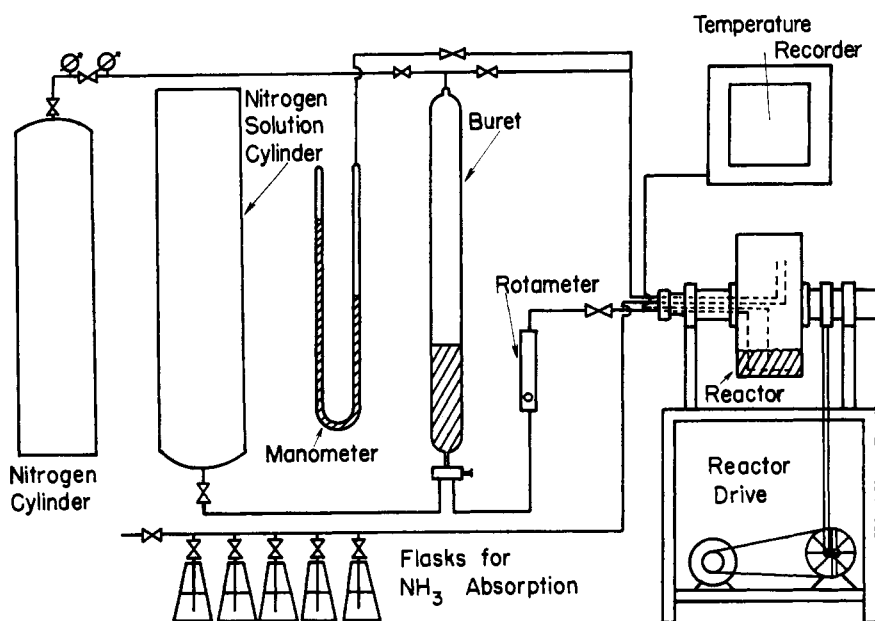 Temperature
Recorder
Nitrogen
Solution
Cylinder
Buret
Rotameter
Reactor
Manometer
Nitrogen
Cylinder
Reactor
Drive
Flasks for
NH₃ Absorption